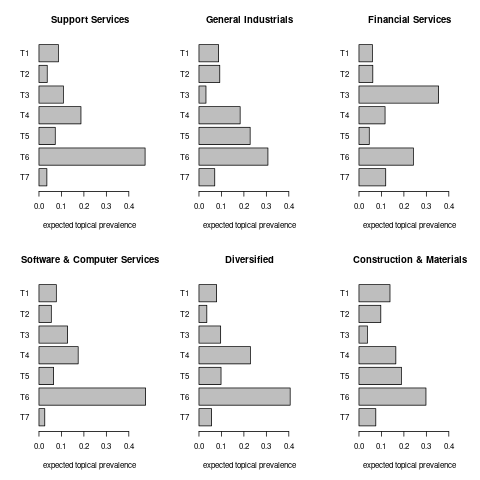 Support Services
T1
T2
T3
T4
T5
T6
T7
0.0 0.1 0.2 0.3 0.4
expected topical prevalence
General Industrials
T1
T2
T3
T4
T5
T6
T7
0.0 0.1 0.2 0.3 0.4
expected topical prevalence
Financial Services
T1
T2
T3
T4
T5
T6
T7
0.0 0.1 0.2 0.3 0.4
expected topical prevalence
Software & Computer Services
T1
T2
T3
T4
T5
T6
T7
0.0 0.1 0.2 0.3 0.4
expected topical prevalence
Diversified
T1
T2
T3
T4
T5
T6
T7
0.0 0.1 0.2 0.3 0.4
expected topical prevalence
Construction & Materials
T1
T2
T3
T4
T5
T6
T7
0.0 0.1 0.2 0.3 0.4
expected topical prevalence